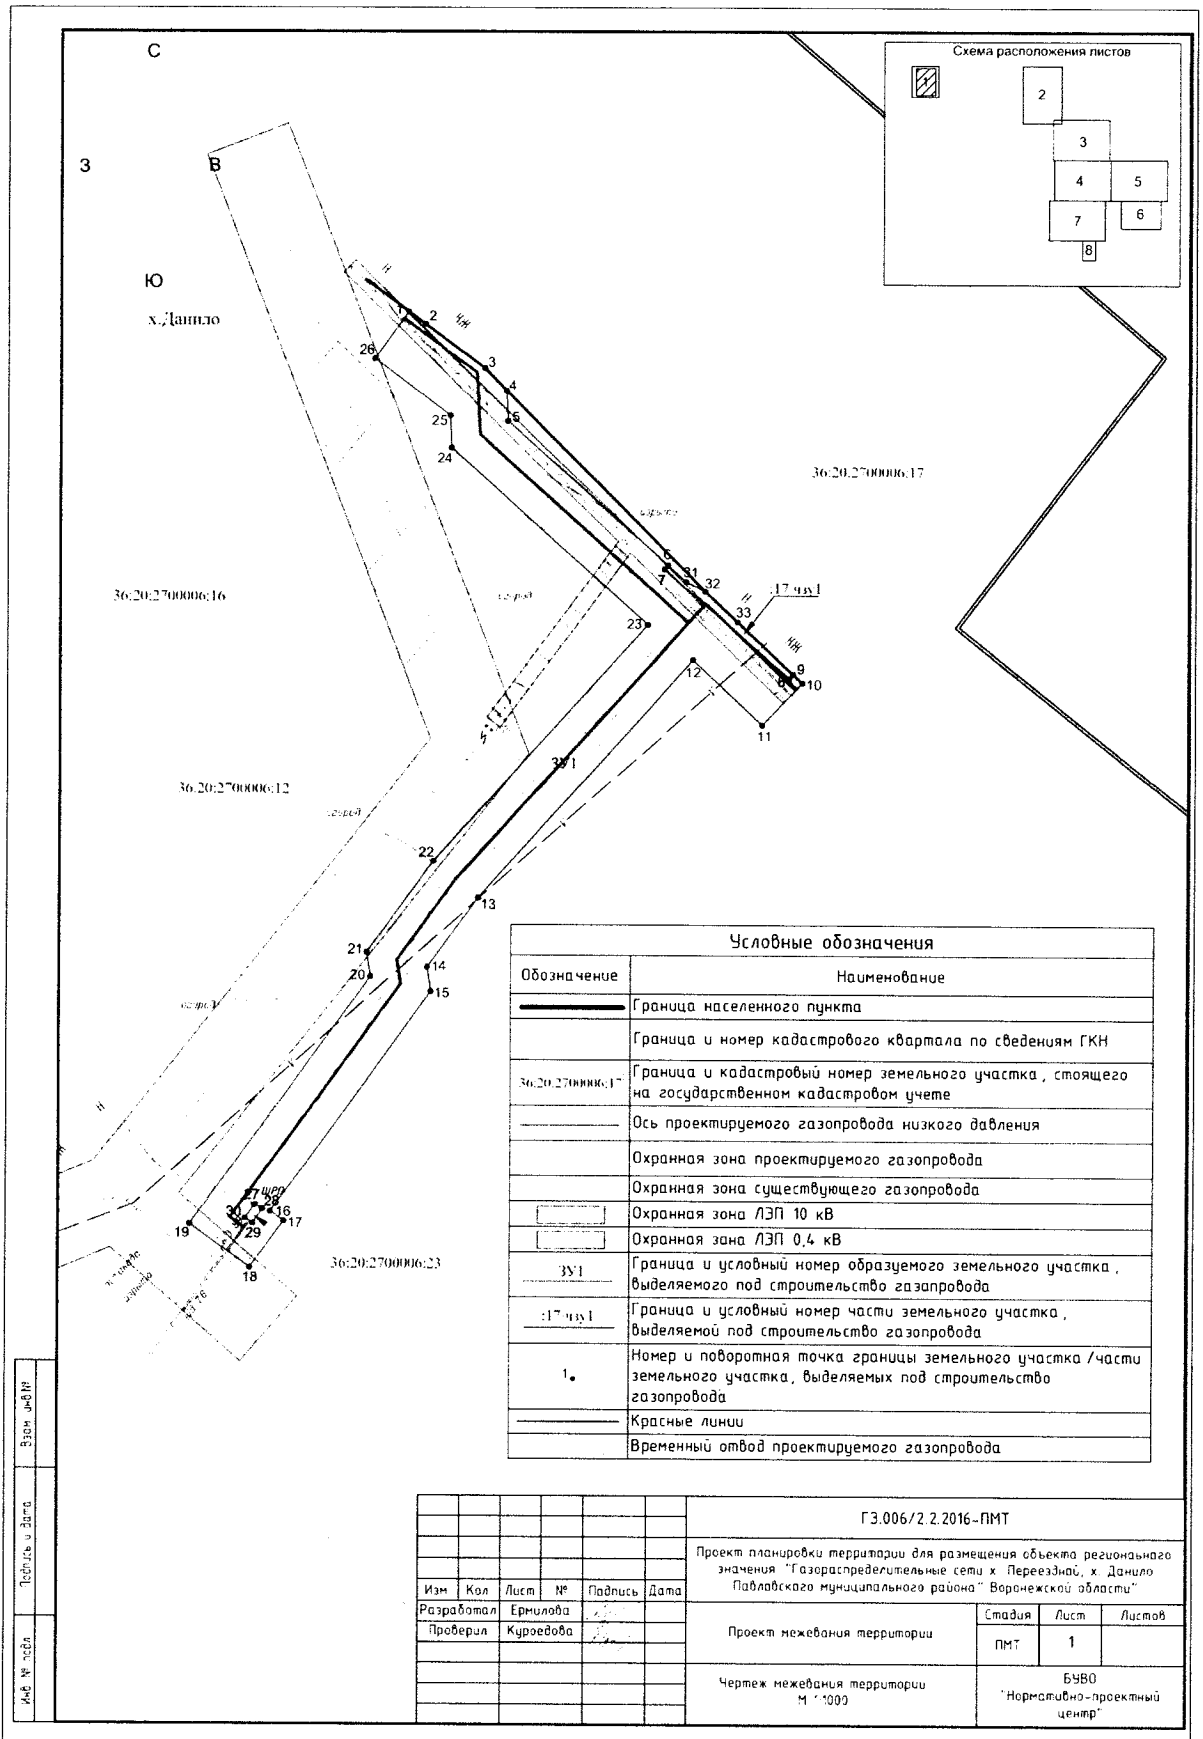 С
З
В
Ю
х.Данило
Схема расположения листов
1
2
3
4
5
7
6
8
1
2
3
4
5
26
25
24
36:20:2700006:17
6
7
31
32
33
:17 чзу1
9
8
10
11
12
23
36:20:2700006:16
огород
ЗУ1
36:20:2700006:12
огород
22
13
21
20
14
15
огород
27
28
16
17
30
29
19
18
ШРП
36:20:2700006:23
Условные обозначения
Обозначение
Наименование
Граница населенного пункта
Граница и номер кадастрового квартала по сведениям ГКН
36:20:2700006:17
Граница и кадастровый номер земельного участка, стоящего
на государственном кадастровом учете
Ось проектируемого газопровода низкого давления
Охранная зона проектируемого газопровода
Охранная зона существующего газопровода
Охранная зона ЛЭП 10 кВ
Охранная зона ЛЭП 0,4 кВ
ЗУ1
Граница и условный номер образуемого земельного участка,
выделяемого под строительство газопровода
:17 чзу1
Граница и условный номер части земельного участка,
выделяемой под строительство газопровода
1
Номер и поворотная точка границы земельного участка /части
земельного участка, выделяемых под строительство
газопровода
Красные линии
Временный отвод проектируемого газопровода
Взам. инв.№
Подпись и дата
Инв. № подл.
ГЗ.006/2.2.2016-ПМТ
Проект планировки территории для размещения объекта регионального
значения "Газораспределительные сети х. Переездной, х. Данило
Павловского муниципального района" Воронежской области"
Изм
Кол
Лист
№
Подпись
Дата
Разработал
Ермилова
Проверил
Куроедова
Проект межевания территории
Стадия
Лист
Листов
ПМТ
1
Чертеж межевания территории
М 1:1000
БУВО
"Нормативно-проектный
центр"